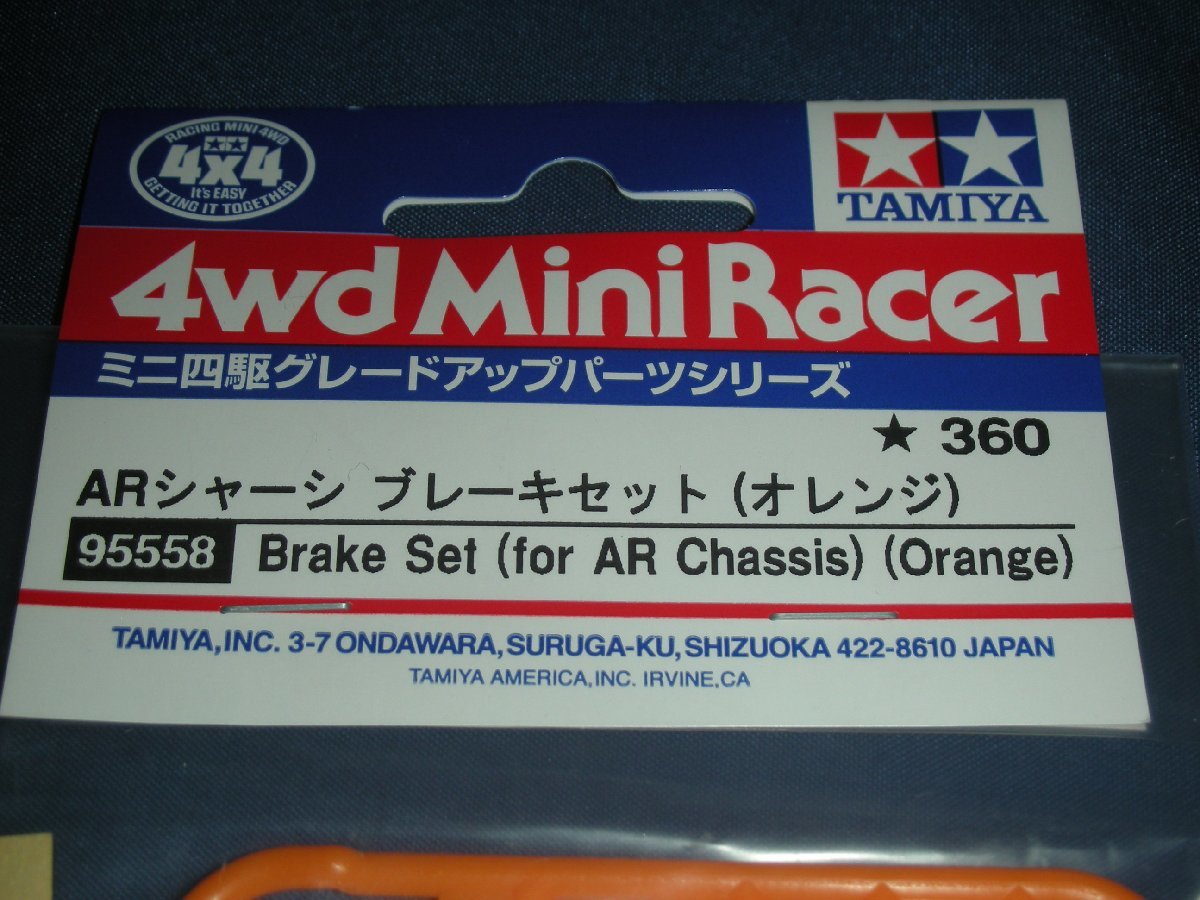 RACING MINI 4WD
4x4
It's EASY
GETTING IT TOGETHER
TAMIYA
4wd Mini Racer
ミニ四駆グレードアップパーツシリーズ
★ 360
ARシャーシ ブレーキセット (オレンジ)
95558 Brake Set (for AR Chassis) (Orange)
TAMIYA,INC. 3-7 ONDAWARA,SURUGA-KU,SHIZUOKA 422-8610 JAPAN
TAMIYA AMERICA,INC. IRVINE,CA